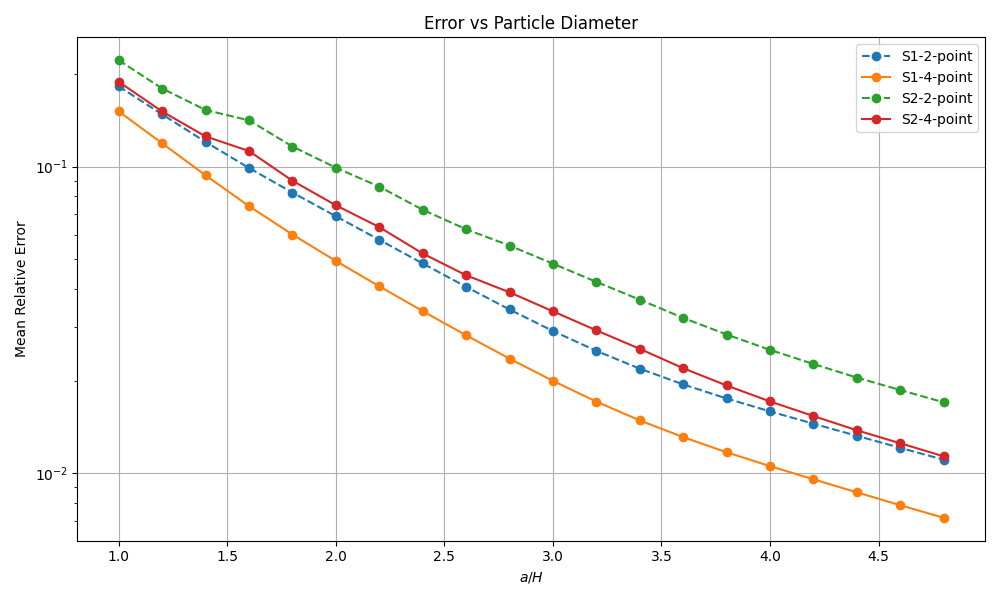 Error vs Particle Diameter
S1-2-point
S1-4-point
S2-2-point
S2-4-point
Mean Relative Error
10⁻¹
10⁻²
1.0 1.5 2.0 2.5 3.0 3.5 4.0 4.5
a/H